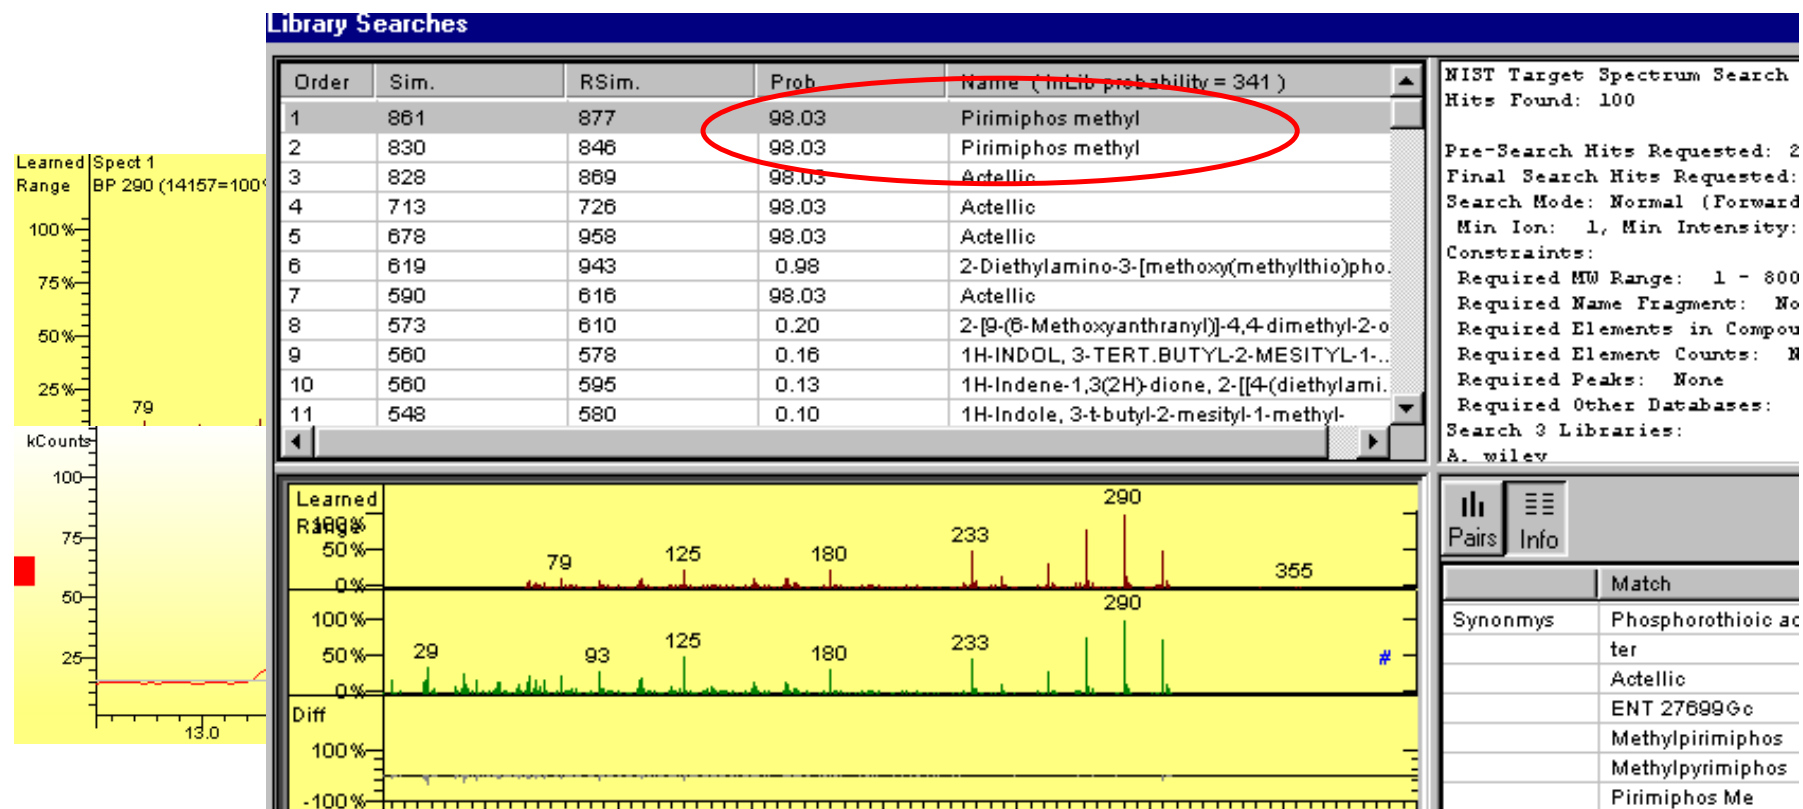 Library Searches
Order Sim. RSim. Prob Name ( InLib probability = 341 )
1 861 877 98.03 Pirimiphos methyl
2 830 846 98.03 Pirimiphos methyl
3 828 869 98.03 Actellic
4 713 726 98.03 Actellic
5 678 958 98.03 Actellic
6 619 943 0.98 2-Diethylamino-3-[methoxy(methylthio)pho.
7 590 616 98.03 Actellic
8 573 610 0.20 2-[9-(6-Methoxyanthranyl)]-4,4-dimethyl-2-o
9 560 578 0.16 1H-INDOL, 3-TERT.BUTYL-2-MESITYL-1-..
10 560 595 0.13 1H-Indene-1,3(2H)-dione, 2-[[4-(diethylami.
11 548 580 0.10 1H-Indole, 3-t-butyl-2-mesityl-1-methyl-
NIST Target Spectrum Search
Hits Found: 100
Pre-Search Hits Requested: 2
Final Search Hits Requested:
Search Mode: Normal (Forward
Min Ion: 1, Min Intensity:
Constraints:
Required MW Range: 1 - 800
Required Name Fragment: No
Required Elements in Compou
Required Element Counts: N
Required Peaks: None
Required Other Databases:
Search 3 Libraries:
A. wiley
Learned Spect 1
Range BP 290 (14157=100%
100%
75%
50%
25%
79
kCounts
100
75
50
25
13.0
Learned
Range 100%
50%
0%
79 125 180 233 290 355
100%
50%
0%
29 93 125 180 233 290 #
Diff
100%
-100%
Pairs Info
Match
Synonmys Phosphorothioic ac
ter
Actellic
ENT 27699Gc
Methylpirimiphos
Methylpyrimiphos
Pirimiphos Me